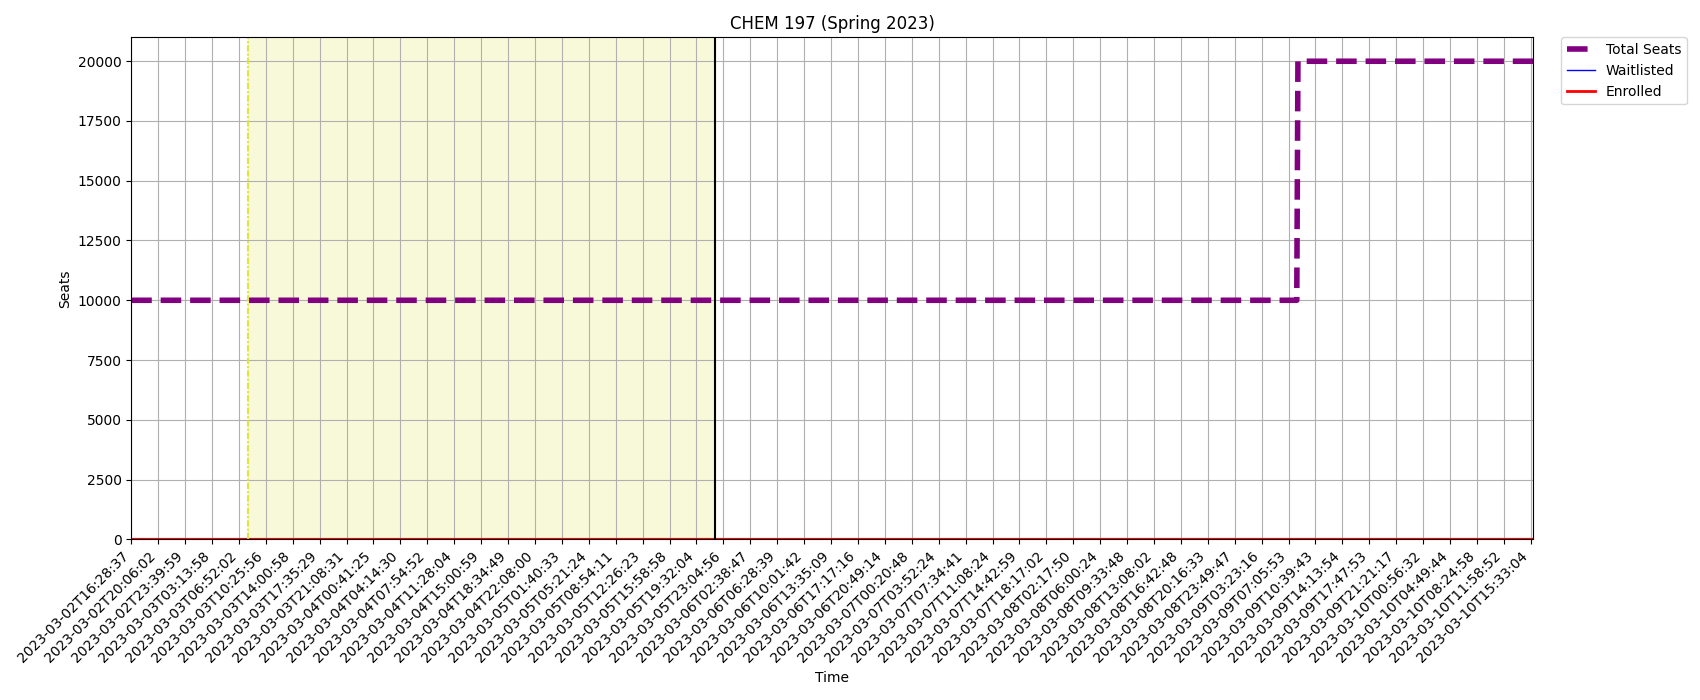 CHEM 197 (Spring 2023)
Total Seats
Waitlisted
Enrolled
20000
17500
15000
12500
10000
7500
5000
2500
0
Seats
2023-03-02T16:28:37
2023-03-02T20:06:02
2023-03-02T23:39:59
2023-03-03T03:13:58
2023-03-03T06:52:02
2023-03-03T10:25:56
2023-03-03T14:00:58
2023-03-03T17:35:29
2023-03-03T21:08:31
2023-03-04T00:41:25
2023-03-04T04:14:30
2023-03-04T07:54:52
2023-03-04T11:28:04
2023-03-04T15:00:59
2023-03-04T18:34:49
2023-03-04T22:08:00
2023-03-05T01:40:33
2023-03-05T05:21:24
2023-03-05T08:54:11
2023-03-05T12:26:23
2023-03-05T15:58:58
2023-03-05T19:32:04
2023-03-05T23:04:56
2023-03-06T02:38:47
2023-03-06T06:28:39
2023-03-06T10:01:42
2023-03-06T13:35:09
2023-03-06T17:17:16
2023-03-06T20:49:14
2023-03-07T00:20:48
2023-03-07T03:52:24
2023-03-07T07:34:41
2023-03-07T11:08:24
2023-03-07T14:42:59
2023-03-07T18:17:02
2023-03-08T02:17:50
2023-03-08T06:00:24
2023-03-08T09:33:48
2023-03-08T13:08:02
2023-03-08T16:42:48
2023-03-08T20:16:33
2023-03-08T23:49:47
2023-03-09T03:23:16
2023-03-09T07:05:53
2023-03-09T10:39:43
2023-03-09T14:13:54
2023-03-09T17:47:53
2023-03-09T21:21:17
2023-03-10T00:56:32
2023-03-10T04:49:44
2023-03-10T08:24:58
2023-03-10T11:58:52
2023-03-10T15:33:04
Time